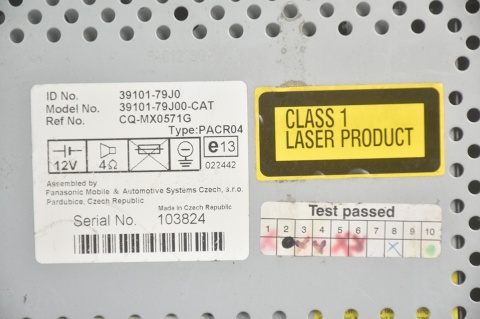 ID No. 39101-79J0
Model No. 39101-79J00-CAT
Ref No. CQ-MX0571G
Type:PACR04
12V 4Ω e13
022442
Assembled by
Panasonic Mobile & Automotive Systems Czech, s.r.o.
Pardubice, Czech Republic
Made in Czech Republic
Serial No. 103824
CLASS 1
LASER PRODUCT
Test passed
1 2 3 4 5 6 7 8 9 10